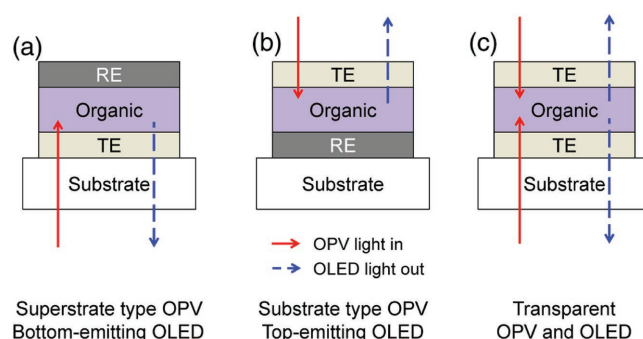 (a)
RE
Organic
TE
Substrate
Superstrate type OPV
Bottom-emitting OLED
(b)
TE
Organic
RE
Substrate
OPV light in
OLED light out
Substrate type OPV
Top-emitting OLED
(c)
TE
Organic
TE
Substrate
Transparent
OPV and OLED